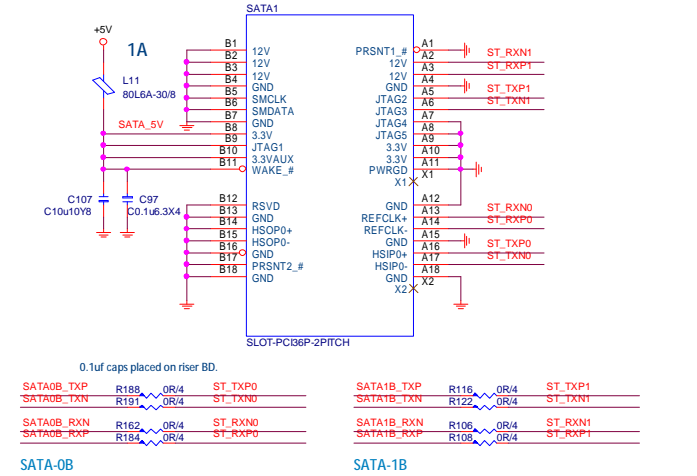 SATA1
+5V
1A
L11
80L6A-30/8
SATA_5V
C107
C10u10Y8
C97
C0.1u6.3X4
B1 12V PRSNT1_# A1
B2 12V 12V A2 ST_RXN1
B3 12V 12V A3 ST_RXP1
B4 GND GND A4
B5 SMCLK JTAG2 A5 ST_TXP1
B6 SMDATA JTAG3 A6 ST_TXN1
B7 GND JTAG4 A7
B8 3.3V JTAG5 A8
B9 JTAG1 3.3V A9
B10 3.3VAUX 3.3V A10
B11 WAKE_# PWRGD A11
X1 X1
B12 RSVD GND A12
B13 GND REFCLK+ A13 ST_RXN0
B14 HSOP0+ REFCLK- A14 ST_RXP0
B15 HSOP0- GND A15
B16 GND HSIP0+ A16 ST_TXP0
B17 PRSNT2_# HSIP0- A17 ST_TXN0
B18 GND GND A18
X2 X2
SLOT-PCI36P-2PITCH
0.1uf caps placed on riser BD.
SATA0B_TXP R188 0R/4 ST_TXP0
SATA0B_TXN R191 0R/4 ST_TXN0
SATA0B_RXN R162 0R/4 ST_RXN0
SATA0B_RXP R184 0R/4 ST_RXP0
SATA-0B
SATA1B_TXP R116 0R/4 ST_TXP1
SATA1B_TXN R122 0R/4 ST_TXN1
SATA1B_RXN R106 0R/4 ST_RXN1
SATA1B_RXP R108 0R/4 ST_RXP1
SATA-1B